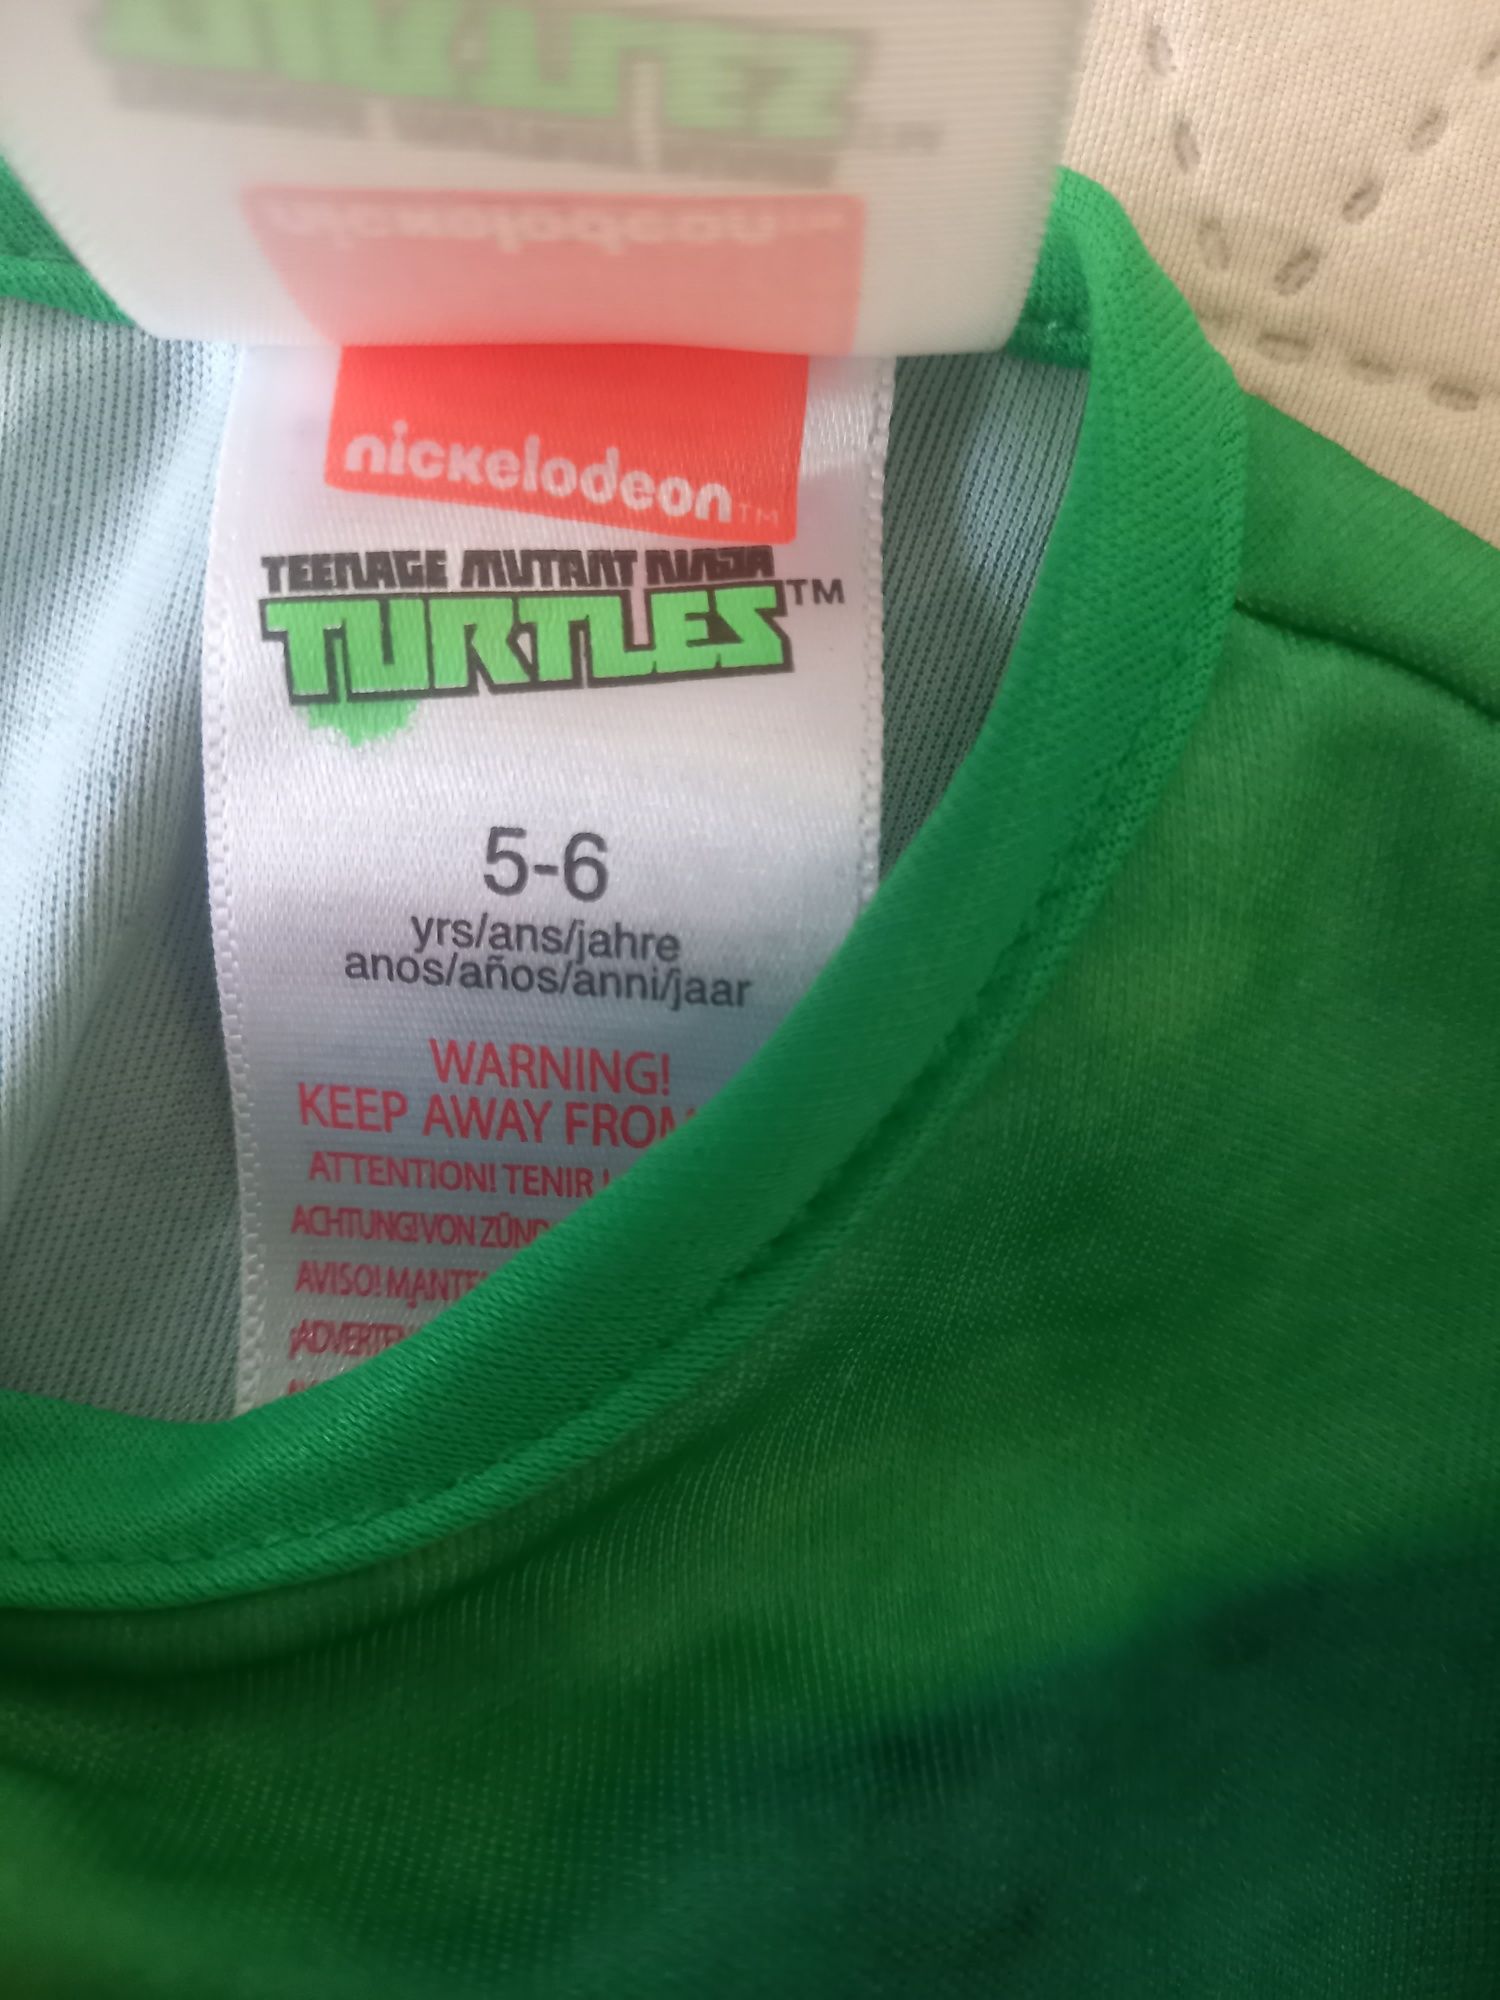 nickelodeon™
TEENAGE MUTANT NINJA
TURTLES™
5-6
yrs/ans/jahre
anos/años/anni/jaar
WARNING!
KEEP AWAY FROM
ATTENTION! TENIR
ACHTUNG! VON
AVISO!